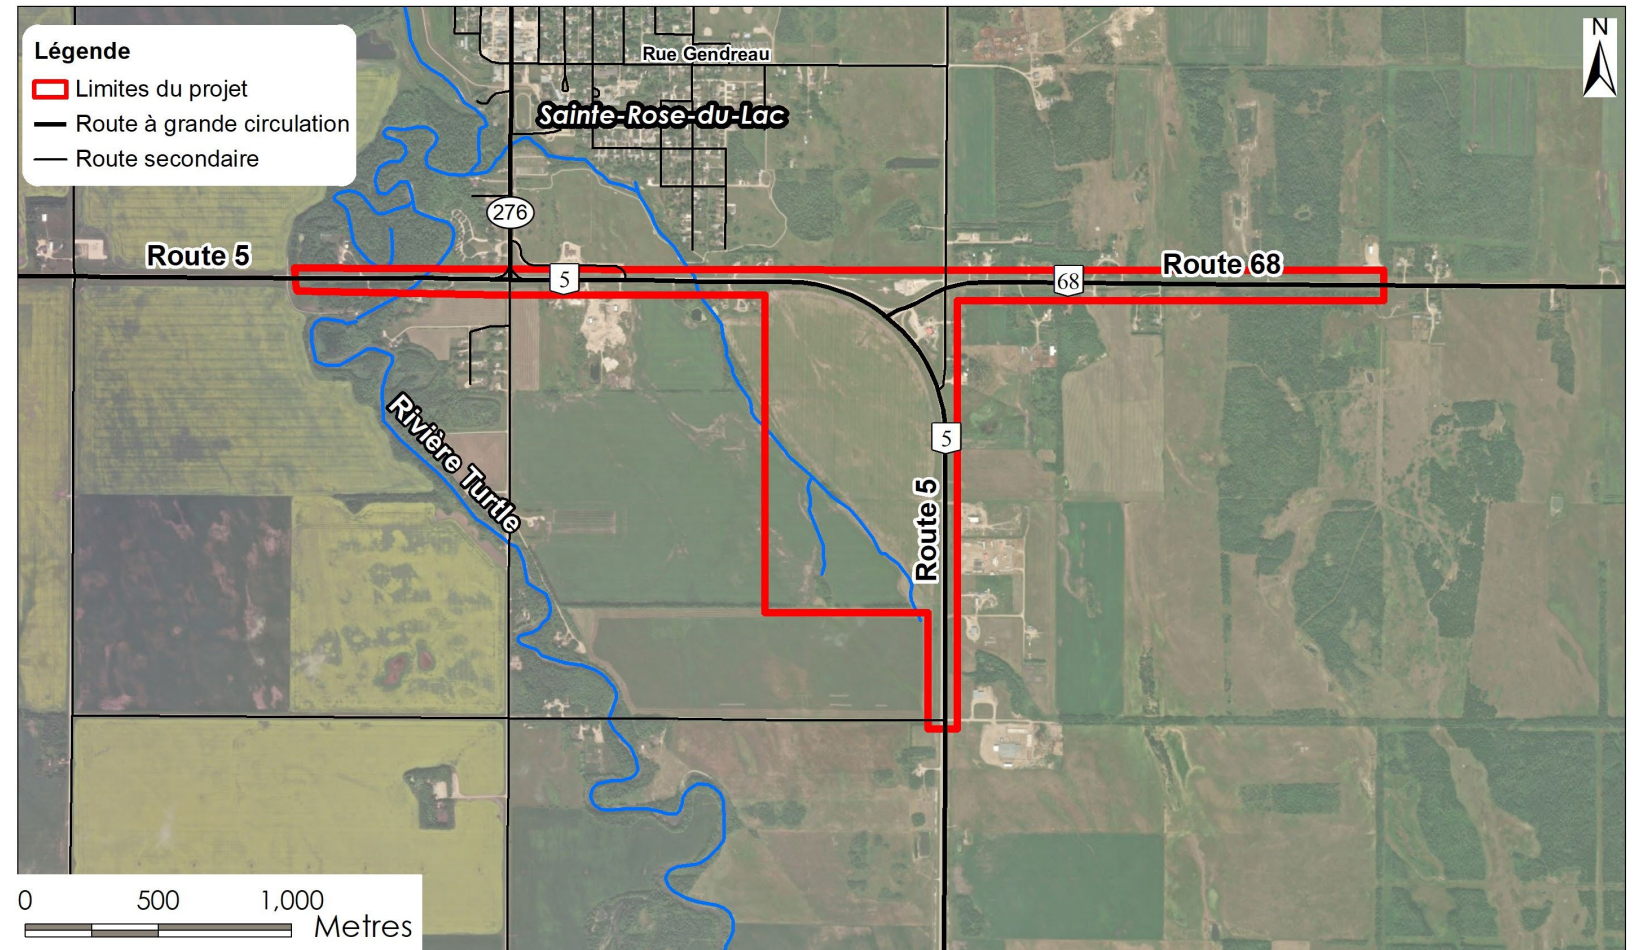 Légende
Limites du projet
Route à grande circulation
Route secondaire
N
Rue Gendreau
Sainte-Rose-du-Lac
276
Route 5
5
68
Route 68
5
Route 5
Rivière Turtle
0 500 1,000
Metres